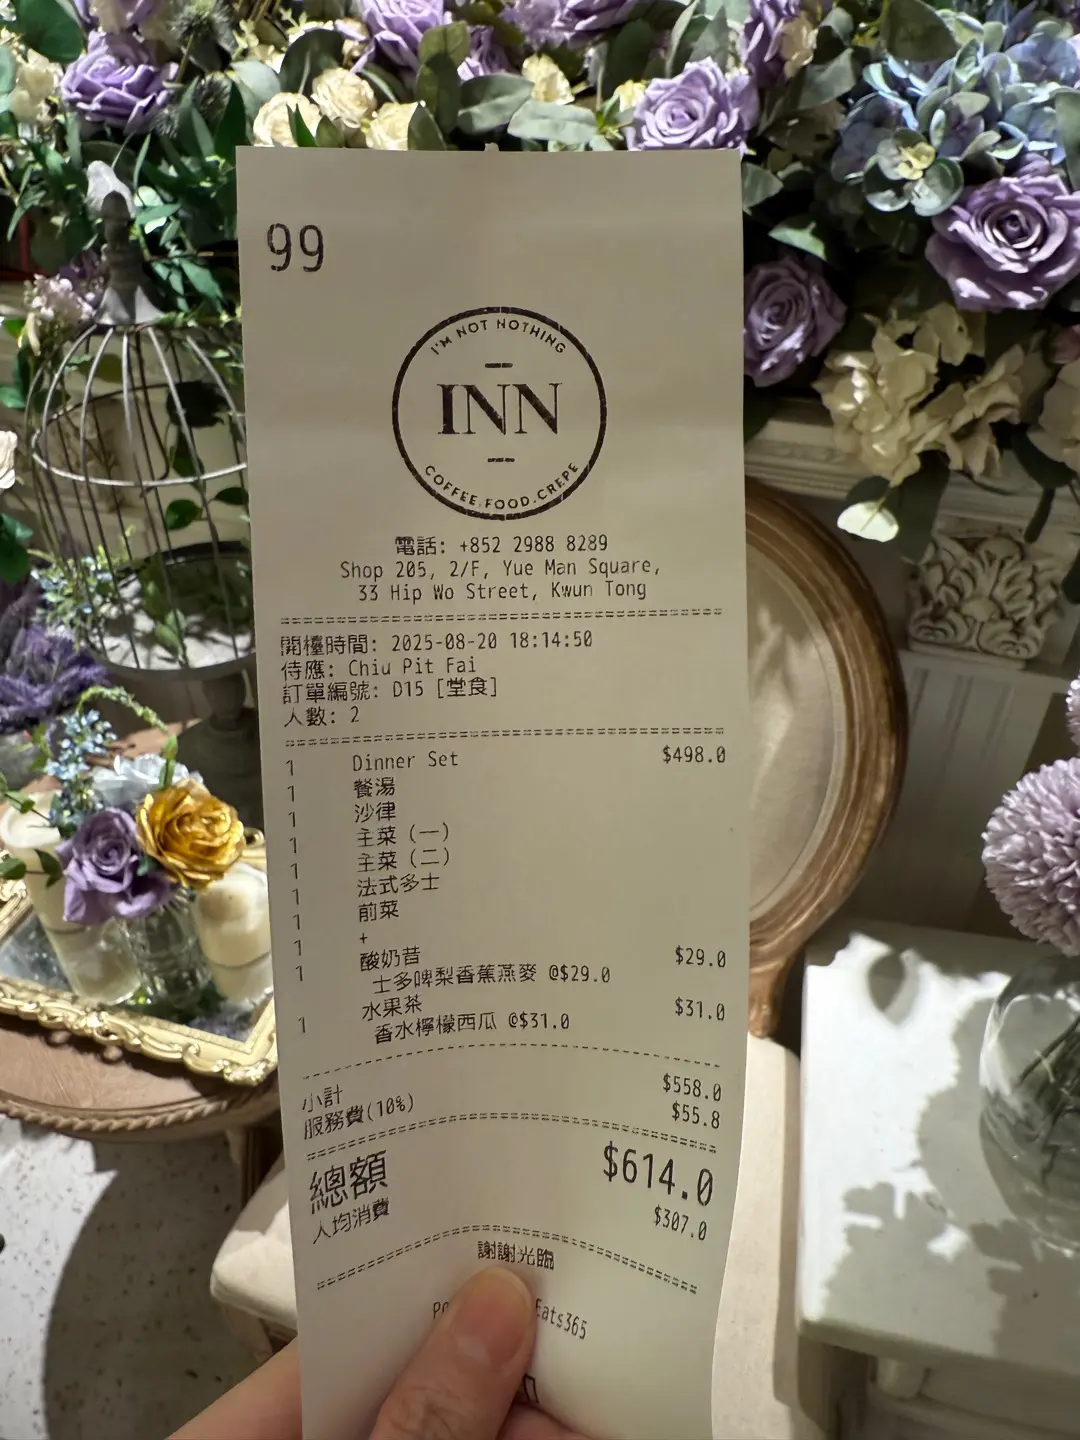 99
I'M NOT NOTHING
INN
COFFEE.FOOD.CREPE
電話: +852 2988 8289
Shop 205, 2/F, Yue Man Square,
33 Hip Wo Street, Kwun Tong
開檯時間: 2025-08-20 18:14:50
侍應: Chiu Pit Fai
訂單編號: D15 [堂食]
人數: 2
1 Dinner Set $498.0
1 餐湯
1 沙律
1 主菜 (一)
1 主菜 (二)
1 法式多士
1 前菜
1 +
1 酸奶昔 $29.0
士多啤梨香蕉燕麥 @$29.0
1 水果茶 $31.0
香水檸檬西瓜 @$31.0
小計 $558.0
服務費(10%) $55.8
總額 $614.0
人均消費 $307.0
謝謝光臨
Eats365